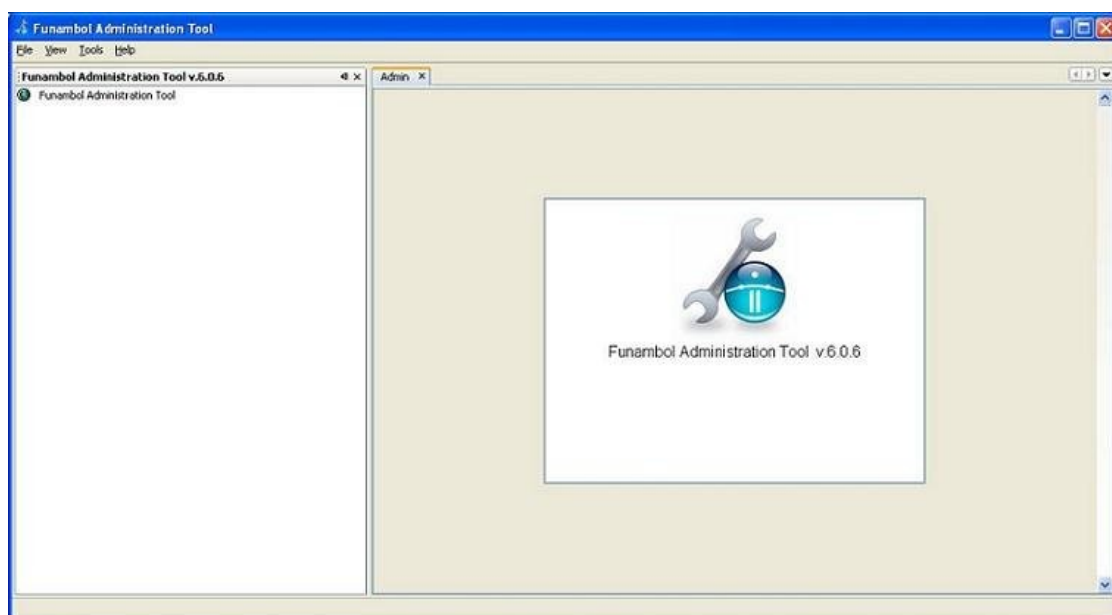 Funambol Administration Tool
File View Tools Help
Funambol Administration Tool v.6.0.6
Admin
Funambol Administration Tool
Funambol Administration Tool v.6.0.6